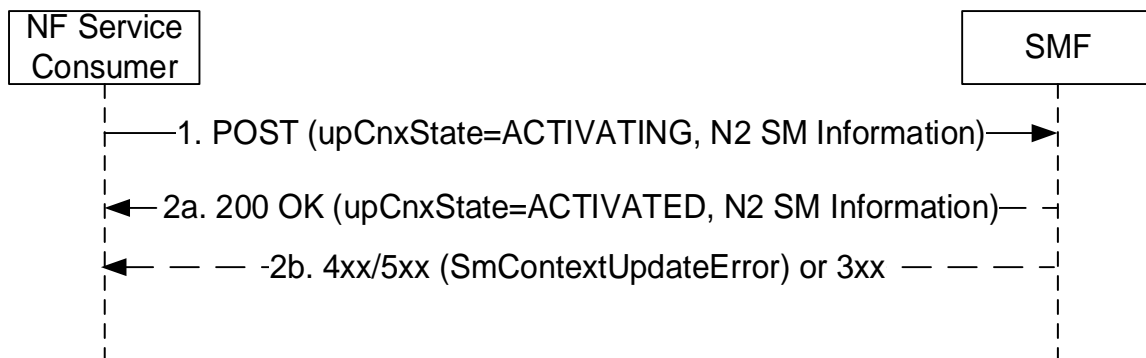 NF Service
Consumer
SMF
1. POST (upCnxState=ACTIVATING, N2 SM Information)
2a. 200 OK (upCnxState=ACTIVATED, N2 SM Information)
2b. 4xx/5xx (SmContextUpdateError) or 3xx